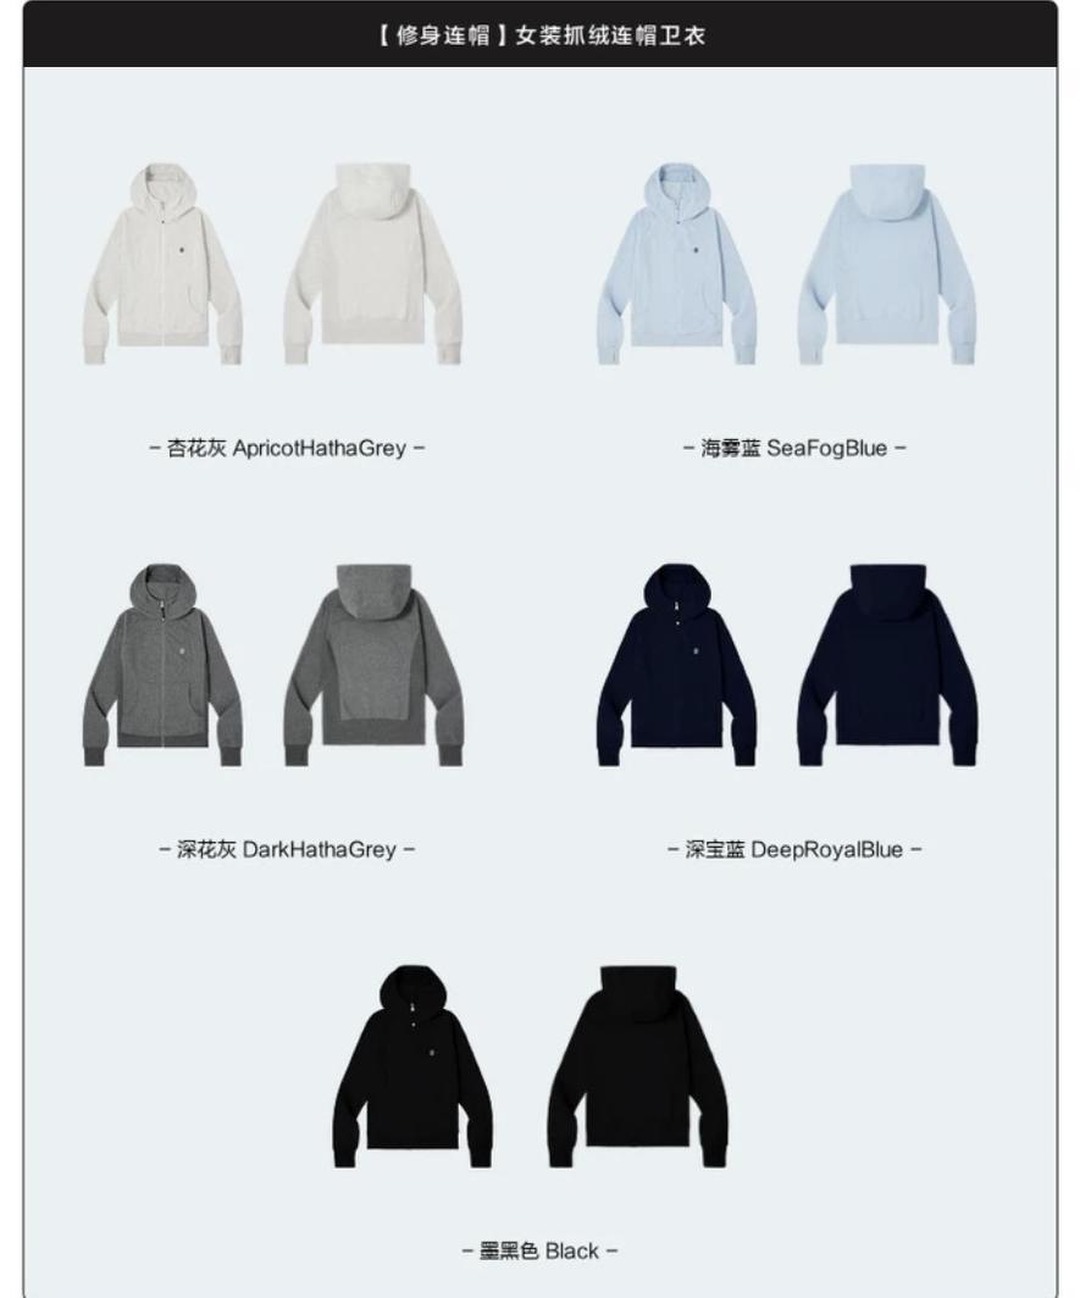 【修身连帽】女装抓绒连帽卫衣
– 杏花灰 ApricotHathaGrey –
– 海雾蓝 SeaFogBlue –
– 深花灰 DarkHathaGrey –
– 深宝蓝 DeepRoyalBlue –
– 墨黑色 Black –